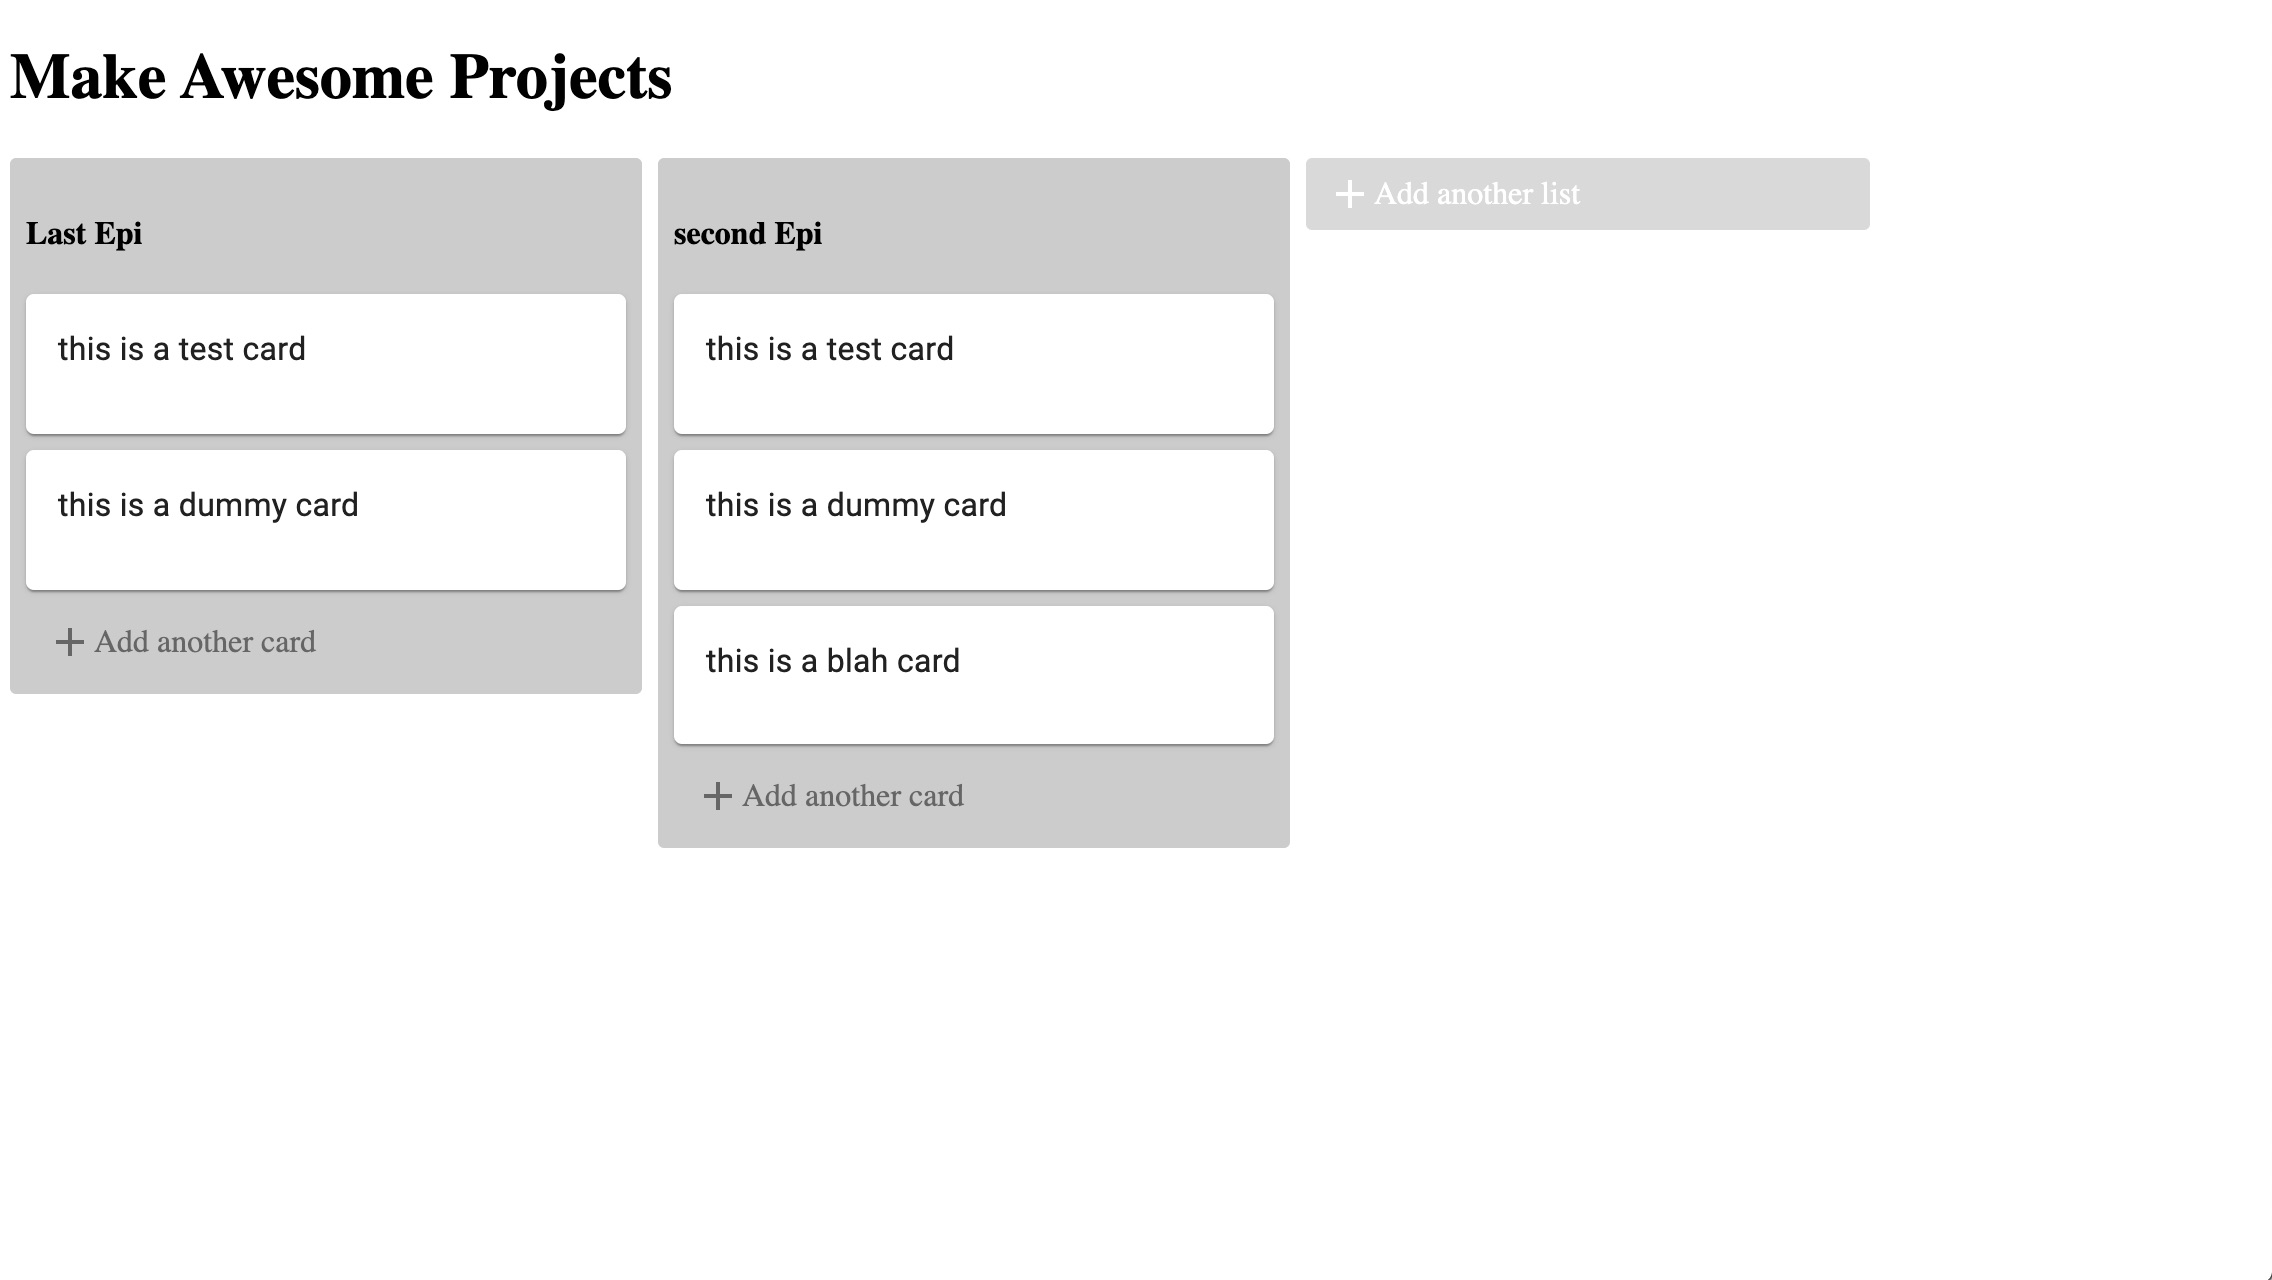 Make Awesome Projects
Last Epi
this is a test card
this is a dummy card
Add another card
second Epi
this is a test card
this is a dummy card
this is a blah card
Add another card
Add another list